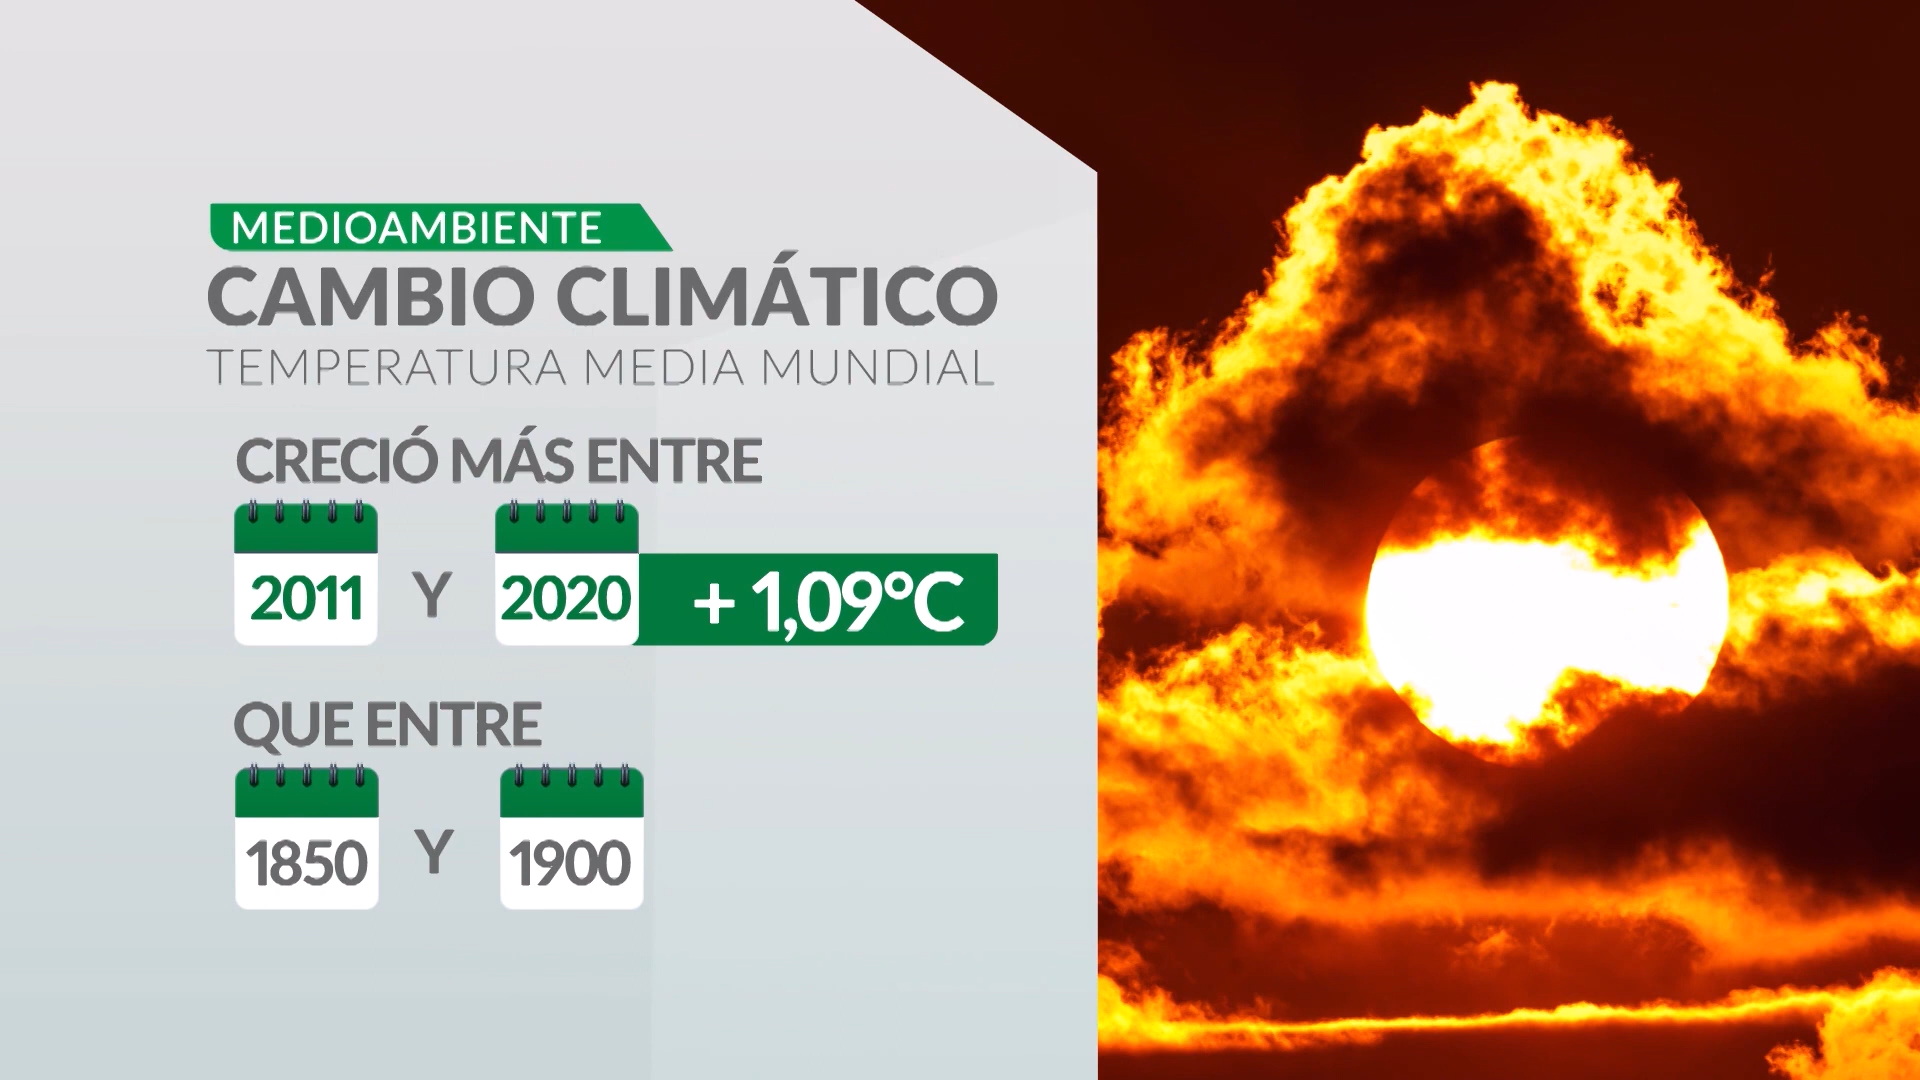 MEDIOAMBIENTE
CAMBIO CLIMÁTICO
TEMPERATURA MEDIA MUNDIAL
CRECIÓ MÁS ENTRE
2011 Y 2020 + 1,09°C
QUE ENTRE
1850 Y 1900